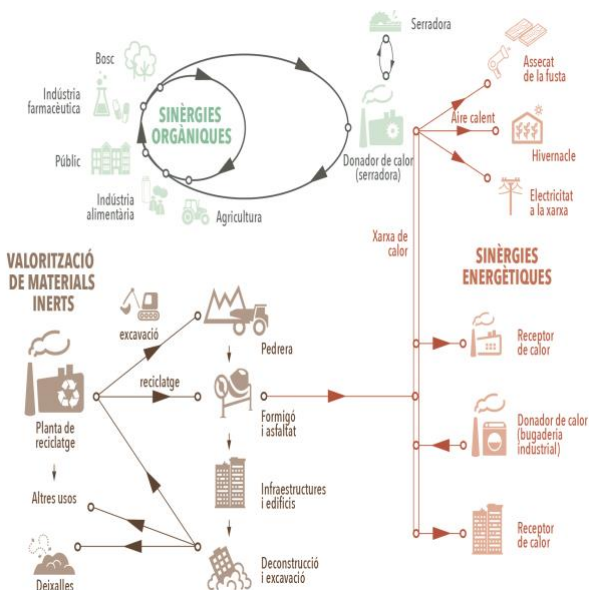 Serradora
Bosc
Indústria
farmacèutica
SINÈRGIES
ORGÀNIQUES
Públic
Indústria
alimentària
Agricultura
Donador de calor
(serradora)
Assecat
de la fusta
Aire calent
Hivernacle
Electricitat
a la xarxa
Xarxa de
calor
SINÈRGIES
ENERGÈTIQUES
VALORITZACIÓ
DE MATERIALS
INERTS
excavació
Pedrera
reciclatge
Planta de
reciclatge
Formigó
i asfaltat
Altres usos
Infraestructures
i edificis
Deixalles
Deconstrucció
i excavació
Receptor
de calor
Donador de calor
(bugaderia
industrial)
Receptor
de calor